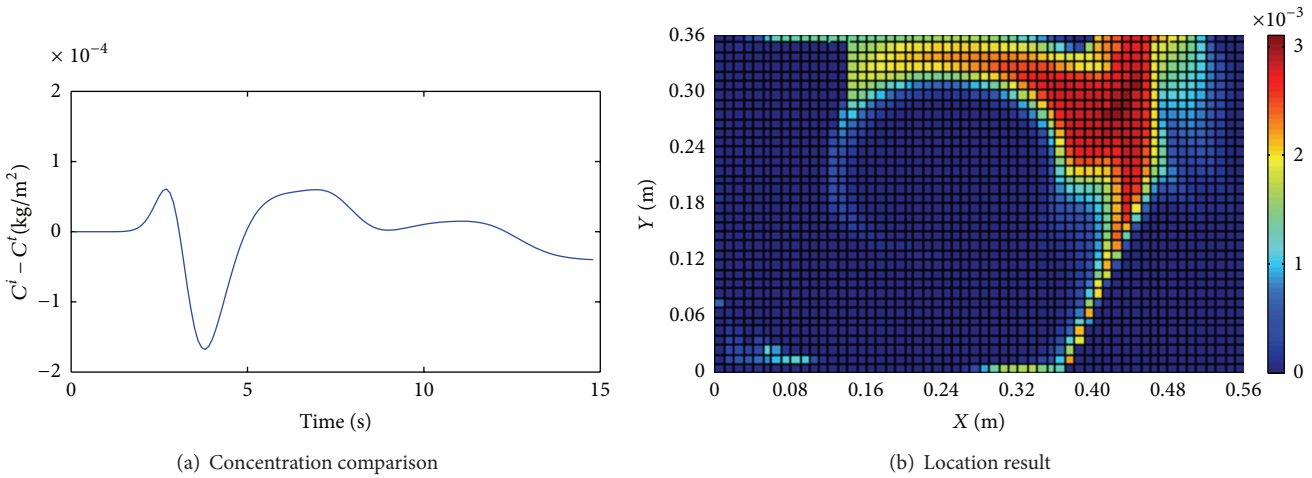 × 10⁻⁴
2
1
0
−1
−2
0 5 10 15
Time (s)
Cⁱ − Cᵗ (kg/m²)
(a) Concentration comparison
×10⁻³
0.36
0.30
0.24
0.18
0.12
0.06
0
0 0.08 0.16 0.24 0.32 0.40 0.48 0.56
X (m)
Y (m)
3
2
1
0
(b) Location result